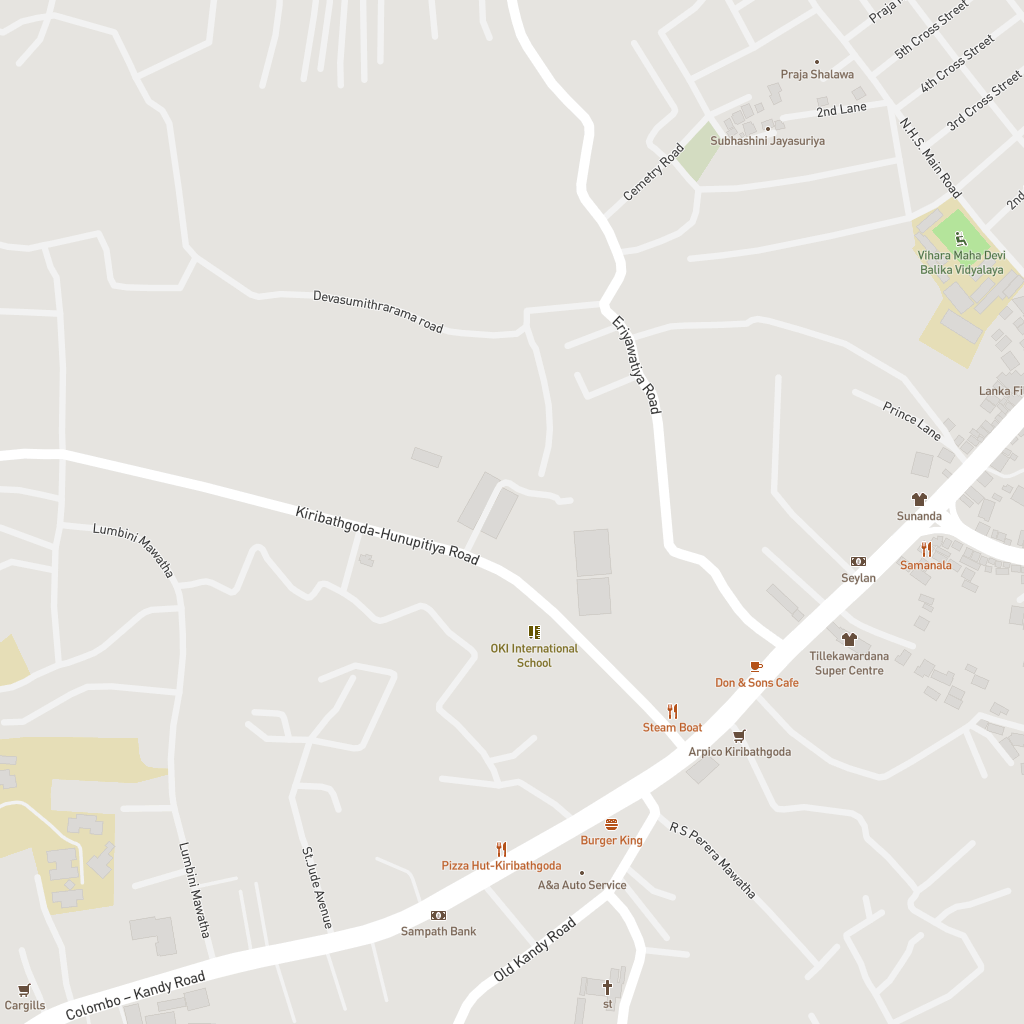 Praja
5th Cross Street
4th Cross Street
3rd Cross Street
Praja Shalawa
2nd Lane
Subhashini Jayasuriya
N.H.S. Main Road
Cemetry Road
2nd
Vihara Maha Devi
Balika Vidyalaya
Devasumithrarama road
Eriyawatiya Road
Lanka
Prince Lane
Sunanda
Kiribathgoda-Hunupitiya Road
Lumbini Mawatha
Samanala
Seylan
OKI International
School
Tillekawardana
Super Centre
Don & Sons Cafe
Steam Boat
Arpico Kiribathgoda
R S Perera Mawatha
Burger King
Pizza Hut-Kiribathgoda
A&a Auto Service
Lumbini Mawatha
St.Jude Avenue
Sampath Bank
Old Kandy Road
Colombo – Kandy Road
Cargills
st